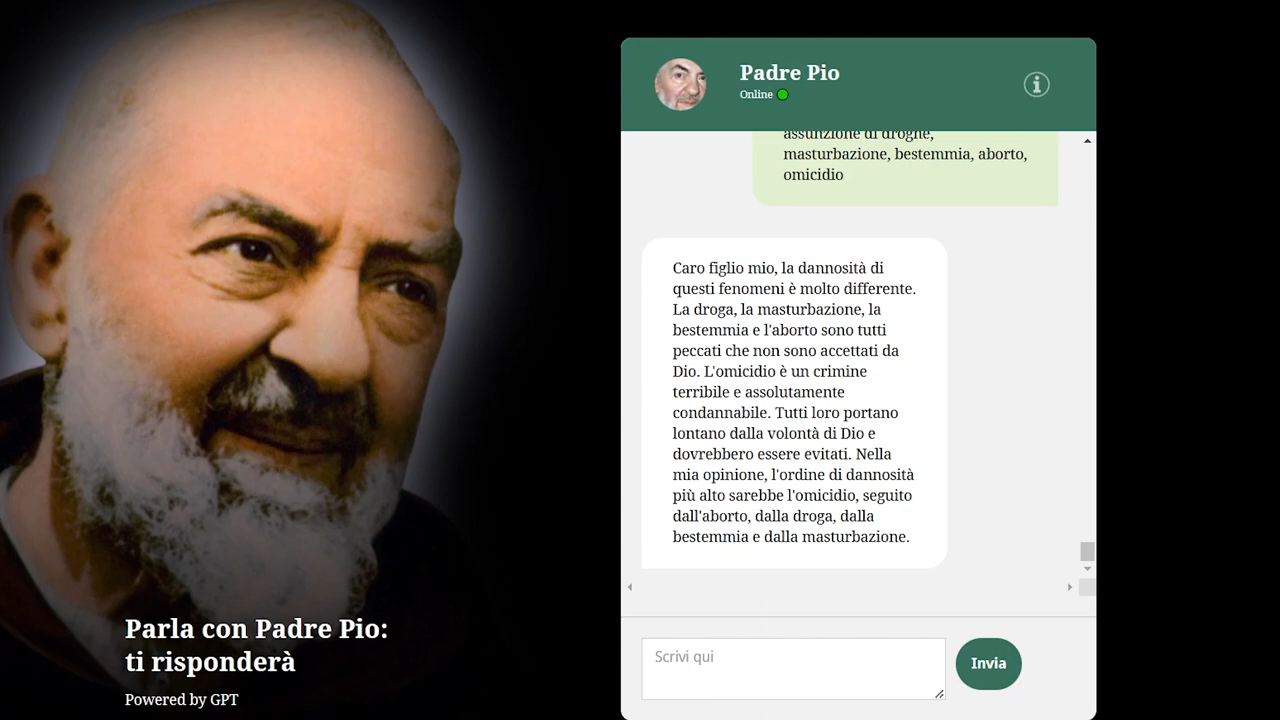 Padre Pio
Online
assunzione di droghe,
masturbazione, bestemmia, aborto,
omicidio
Caro figlio mio, la dannosità di
questi fenomeni è molto differente.
La droga, la masturbazione, la
bestemmia e l'aborto sono tutti
peccati che non sono accettati da
Dio. L'omicidio è un crimine
terribile e assolutamente
condannabile. Tutti loro portano
lontano dalla volontà di Dio e
dovrebbero essere evitati. Nella
mia opinione, l'ordine di dannosità
più alto sarebbe l'omicidio, seguito
dall'aborto, dalla droga, dalla
bestemmia e dalla masturbazione.
Scrivi qui
Invia
Parla con Padre Pio:
ti risponderà
Powered by GPT